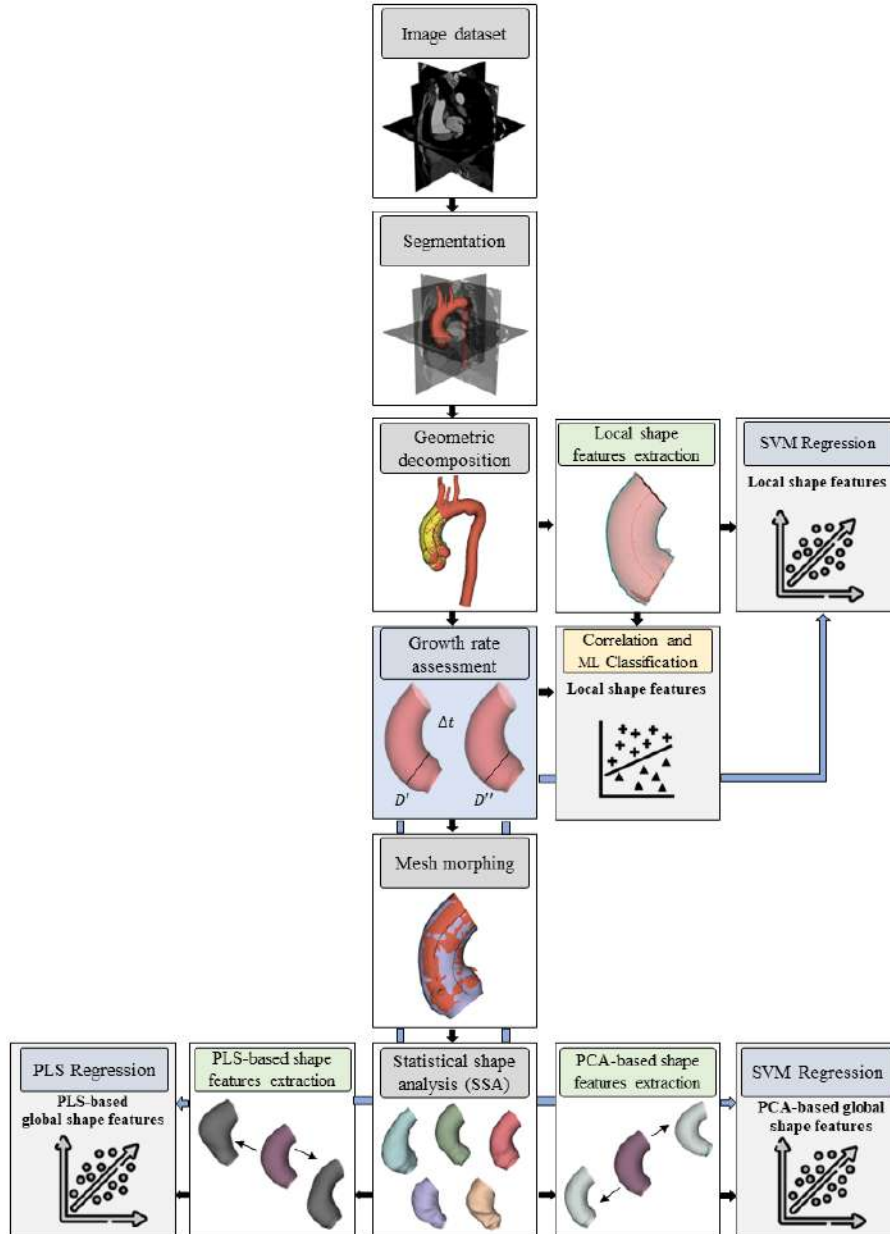 Image dataset
Segmentation
Geometric
decomposition
Local shape
features extraction
SVM Regression
Local shape features
Growth rate
assessment
Δt
D'
D''
Correlation and
ML Classification
Local shape features
Mesh morphing
PLS Regression
PLS-based
global shape features
PLS-based shape
features extraction
Statistical shape
analysis (SSA)
PCA-based shape
features extraction
SVM Regression
PCA-based global
shape features